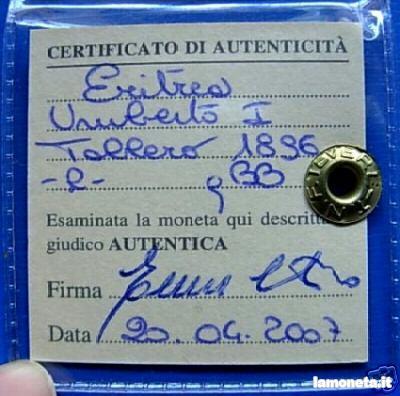 CERTIFICATO DI AUTENTICITÀ
Eritrea
Umberto I
Tallero 1896
-R- qBB
Esaminata la moneta qui descritt
giudico AUTENTICA
Firma
Data 20.04.2007
lamoneta.it